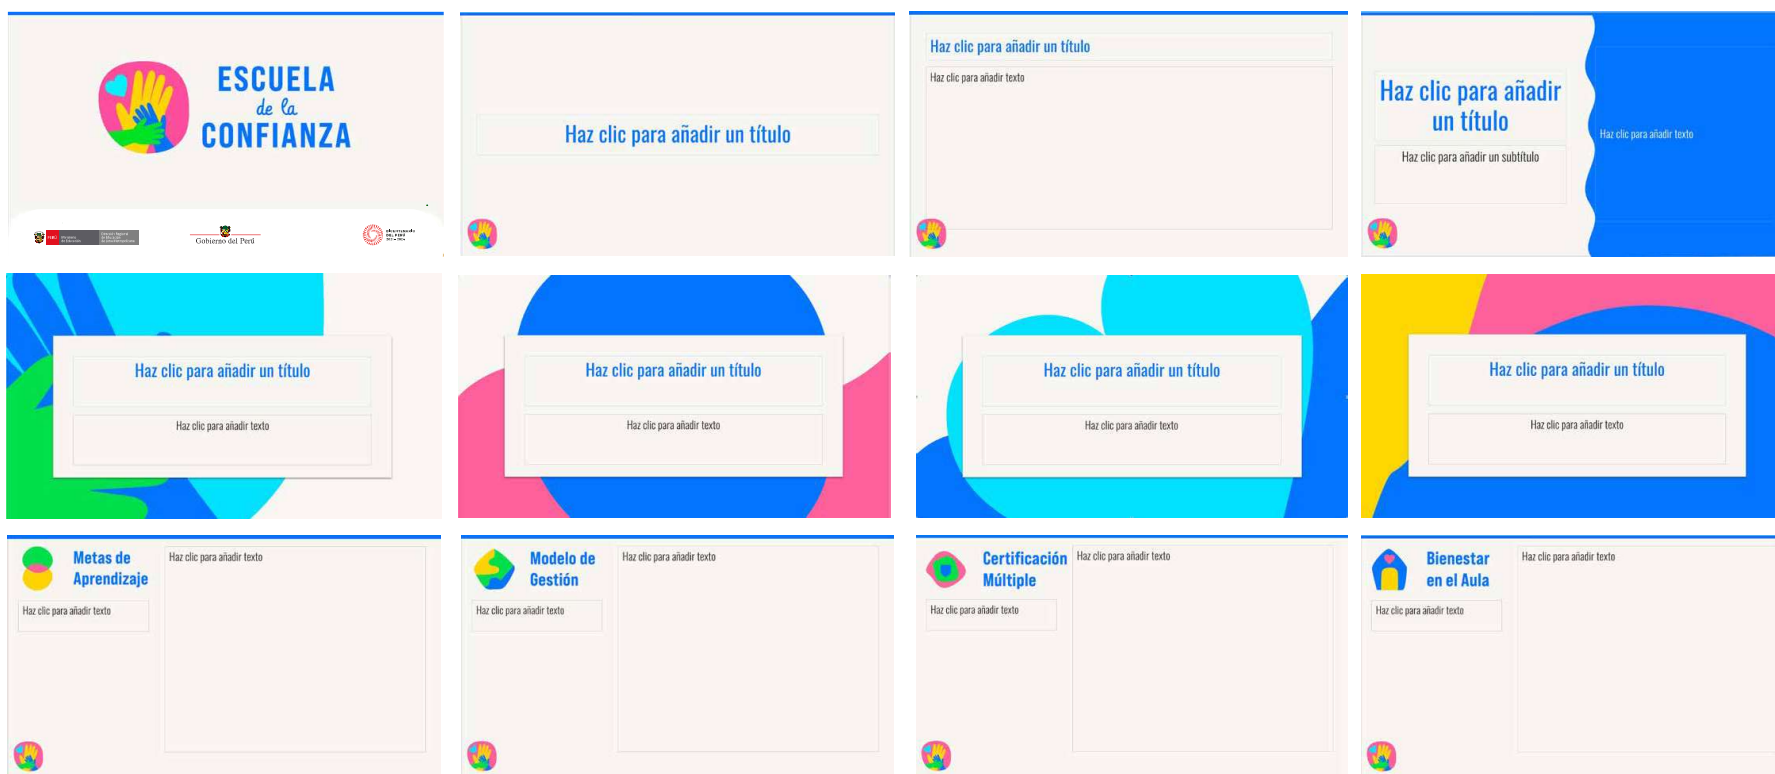 ESCUELA
de la
CONFIANZA
PERÚ
Gobierno del Perú
DEL PERÚ
Haz clic para añadir un título
Haz clic para añadir un título
Haz clic para añadir texto
Haz clic para añadir
un título
Haz clic para añadir un subtítulo
Haz clic para añadir texto
Haz clic para añadir un título
Haz clic para añadir texto
Haz clic para añadir un título
Haz clic para añadir texto
Haz clic para añadir un título
Haz clic para añadir texto
Haz clic para añadir un título
Haz clic para añadir texto
Metas de
Aprendizaje
Haz clic para añadir texto
Haz clic para añadir texto
Modelo de
Gestión
Haz clic para añadir texto
Haz clic para añadir texto
Certificación
Múltiple
Haz clic para añadir texto
Haz clic para añadir texto
Bienestar
en el Aula
Haz clic para añadir texto
Haz clic para añadir texto